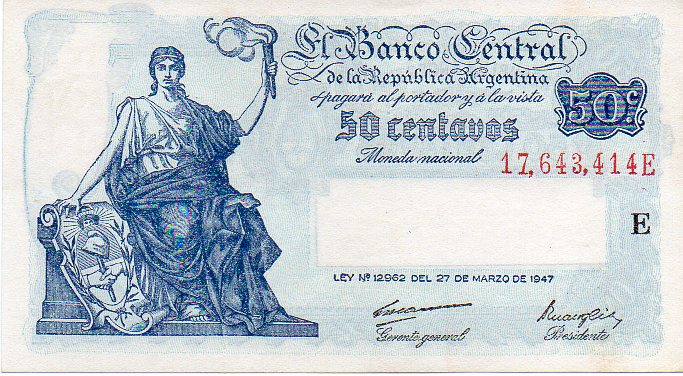 El Banco Central
de la República Argentina
pagará al portador y á la vista
50 centavos
50c.
Moneda nacional
17,643,414E
E
LEY Nº 12962 DEL 27 DE MARZO DE 1947
Gerente general
Presidente